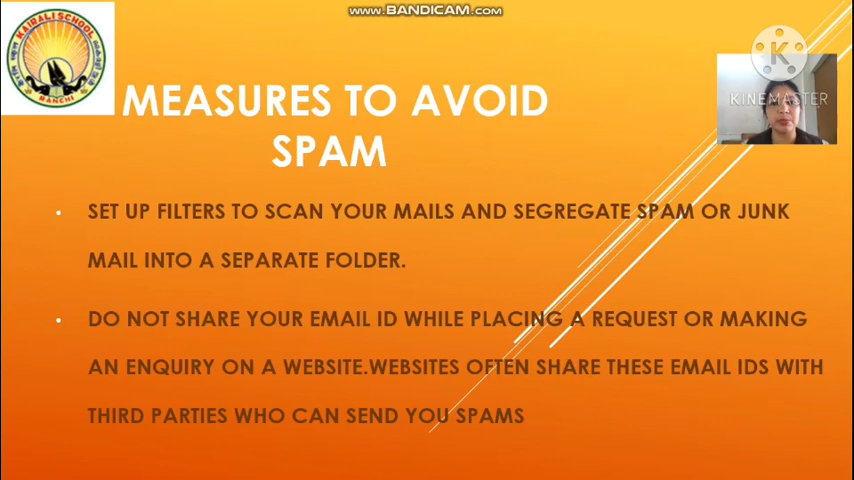 www.BANDICAM.com
KAIRALI SCHOOL
RANCHI
K
KINEMASTER
MEASURES TO AVOID
SPAM
• SET UP FILTERS TO SCAN YOUR MAILS AND SEGREGATE SPAM OR JUNK
MAIL INTO A SEPARATE FOLDER.
• DO NOT SHARE YOUR EMAIL ID WHILE PLACING A REQUEST OR MAKING
AN ENQUIRY ON A WEBSITE.WEBSITES OFTEN SHARE THESE EMAIL IDS WITH
THIRD PARTIES WHO CAN SEND YOU SPAMS